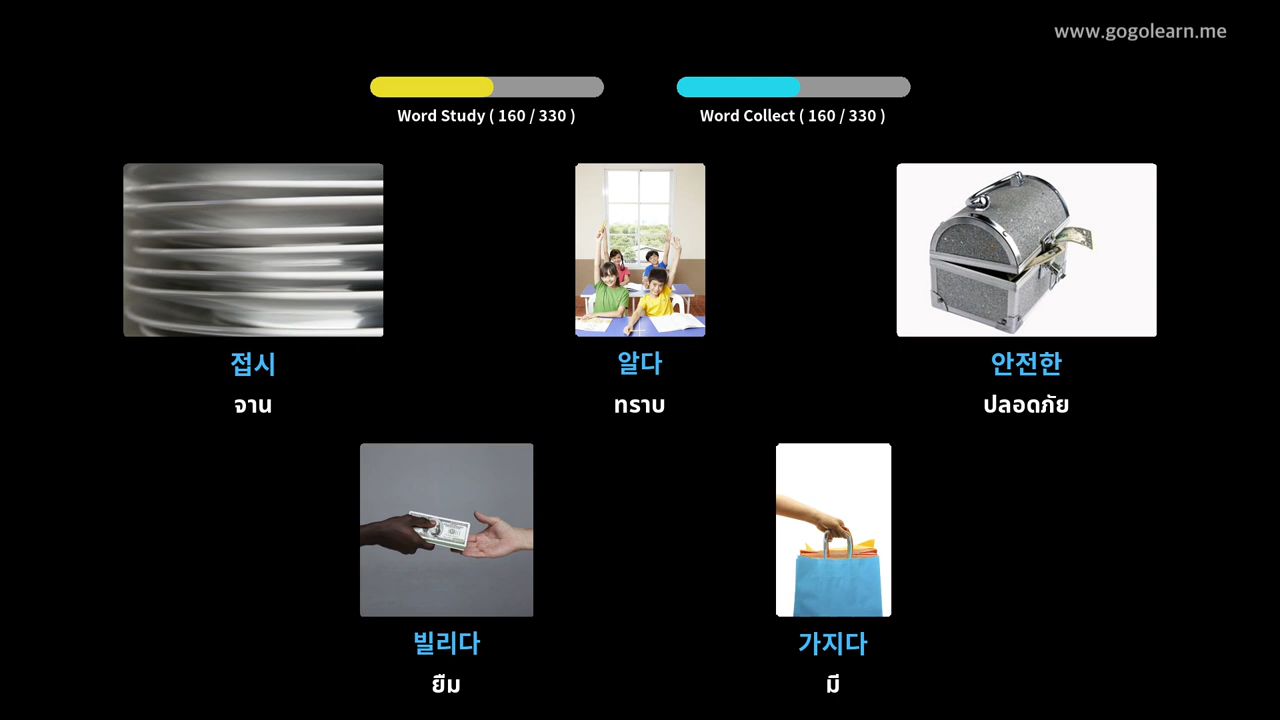 www.gogolearn.me
Word Study ( 160 / 330 )
Word Collect ( 160 / 330 )
접시
알다
안전한
จาน
ทราบ
ปลอดภัย
빌리다
가지다
ยืม
มี